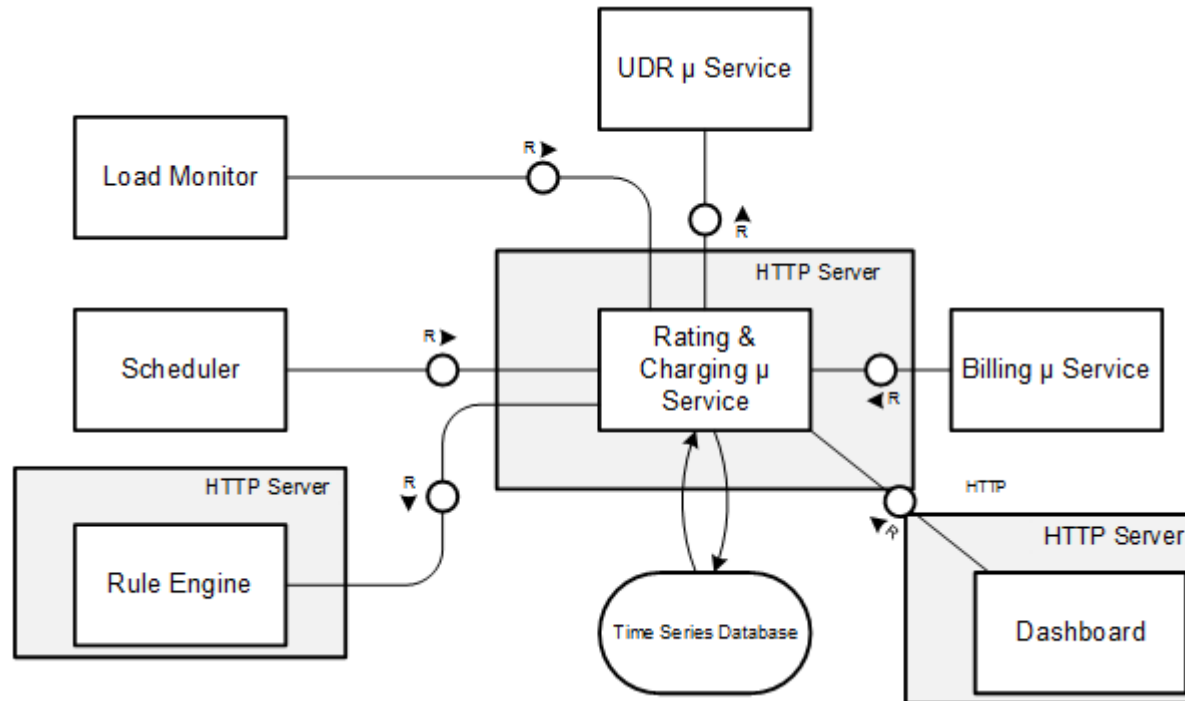 UDR µ Service
R
Load Monitor
R
HTTP Server
Scheduler
R
Rating &
Charging µ
Service
Billing µ Service
R
HTTP Server
R
HTTP
R
HTTP Server
Rule Engine
Time Series Database
Dashboard